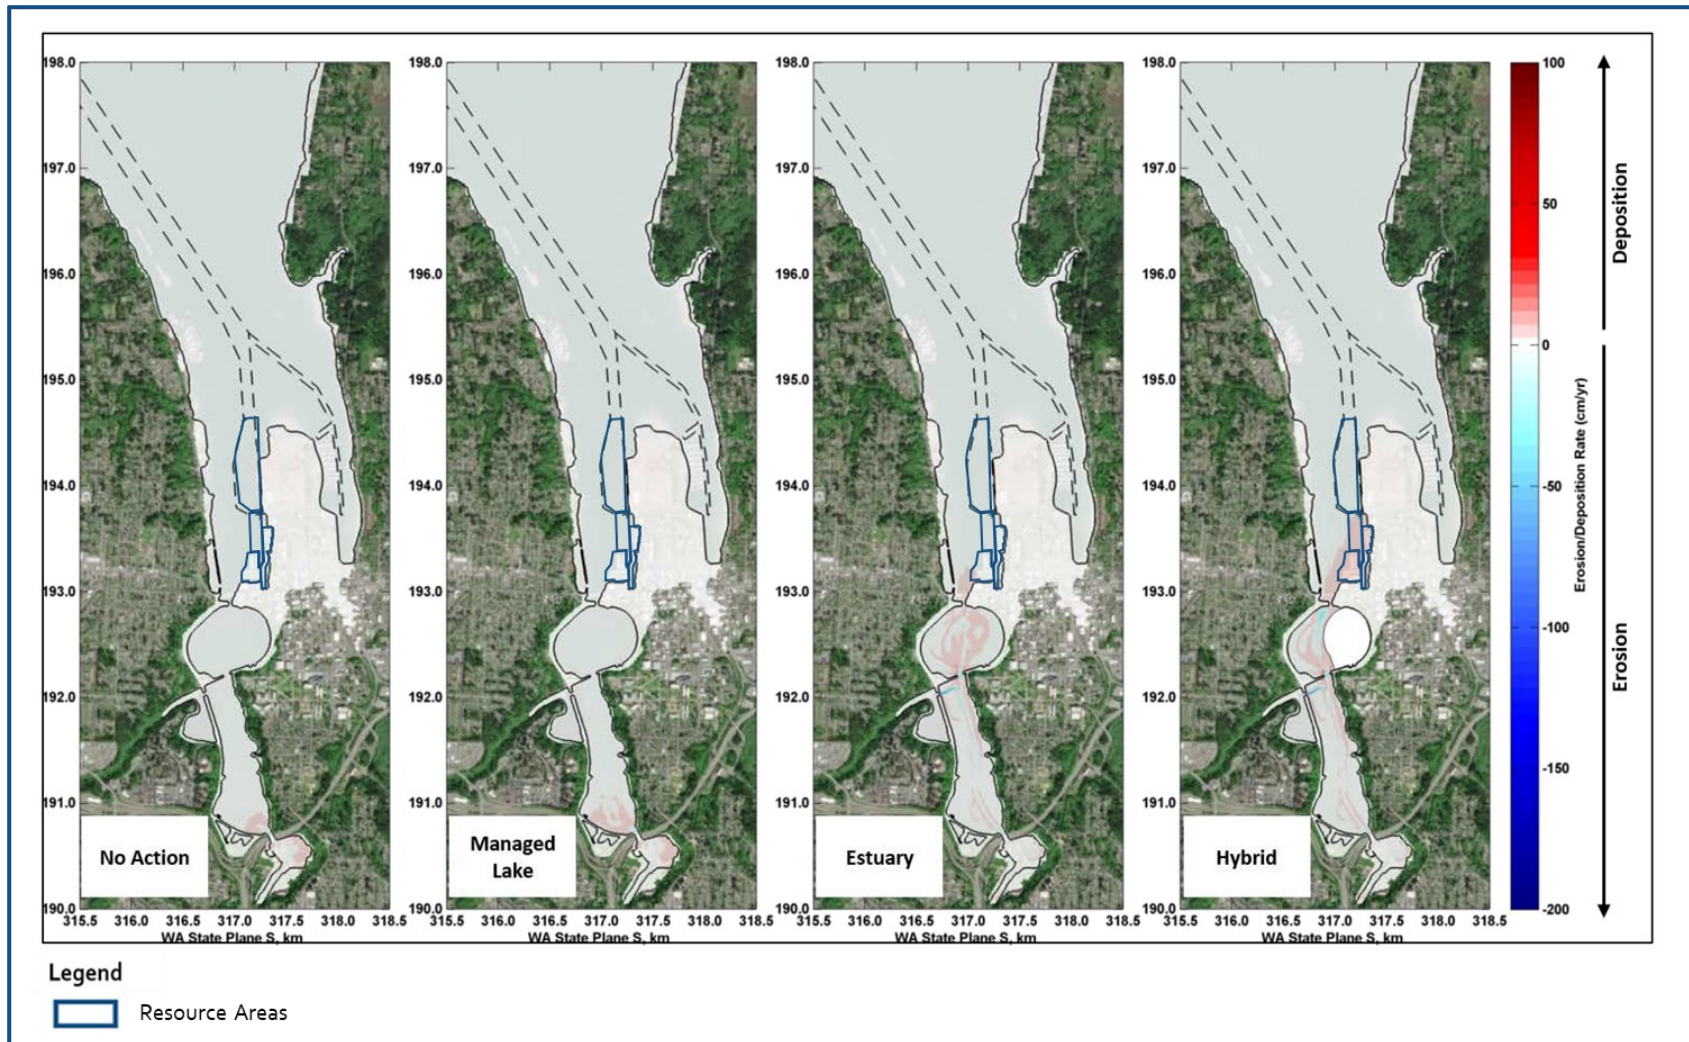 198.0
197.0
196.0
195.0
194.0
193.0
192.0
191.0
190.0
315.5 316.0 316.5 317.0 317.5 318.0 318.5
WA State Plane S, km
No Action
198.0
197.0
196.0
195.0
194.0
193.0
192.0
191.0
190.0
315.5 316.0 316.5 317.0 317.5 318.0 318.5
WA State Plane S, km
Managed
Lake
198.0
197.0
196.0
195.0
194.0
193.0
192.0
191.0
190.0
315.5 316.0 316.5 317.0 317.5 318.0 318.5
WA State Plane S, km
Estuary
198.0
197.0
196.0
195.0
194.0
193.0
192.0
191.0
190.0
315.5 316.0 316.5 317.0 317.5 318.0 318.5
WA State Plane S, km
Hybrid
100
50
0
-50
-100
-150
-200
Erosion/Deposition Rate (cm/yr)
Deposition
Erosion
Legend
Resource Areas